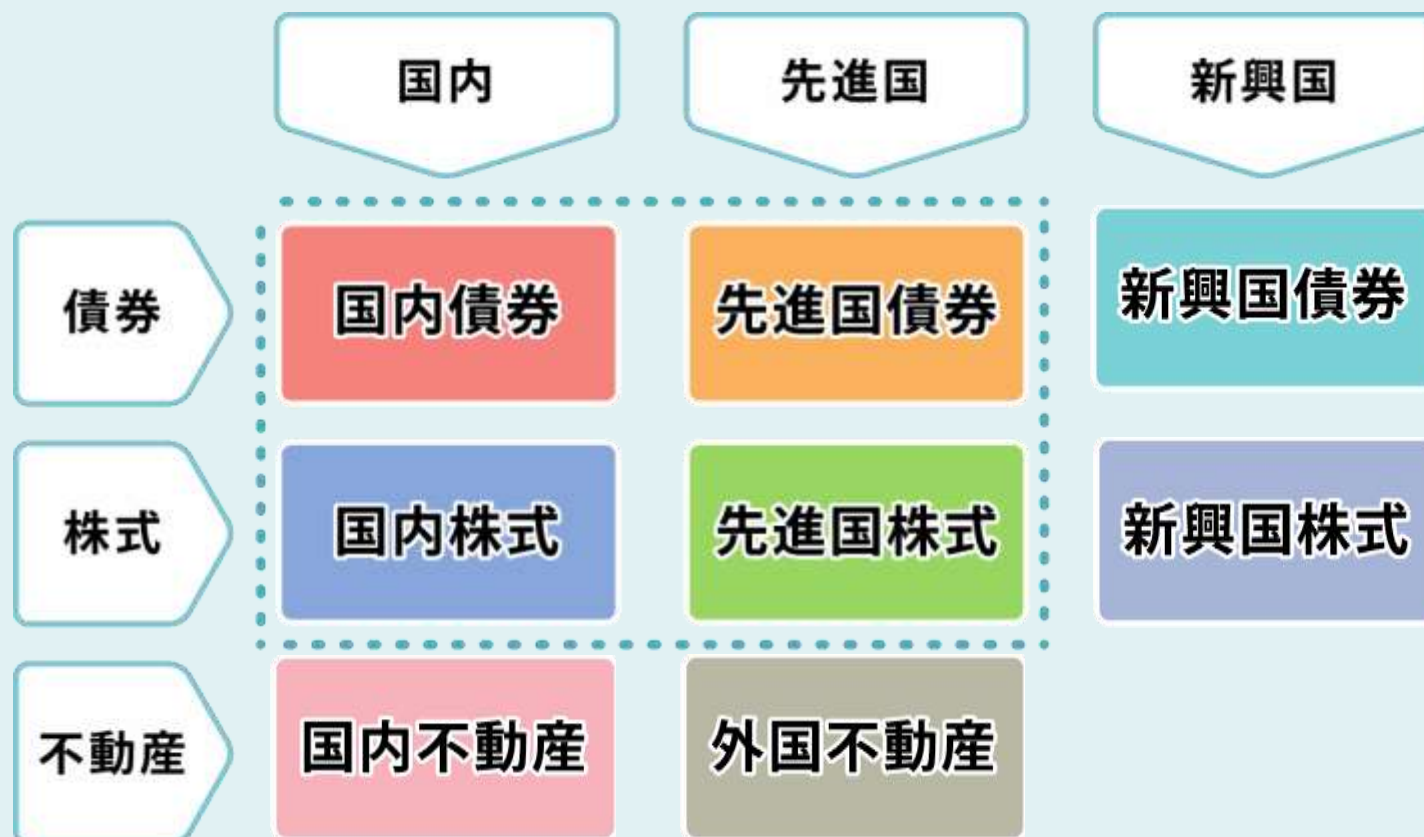 国内
先進国
新興国
債券
国内債券
先進国債券
新興国債券
株式
国内株式
先進国株式
新興国株式
不動産
国内不動産
外国不動産